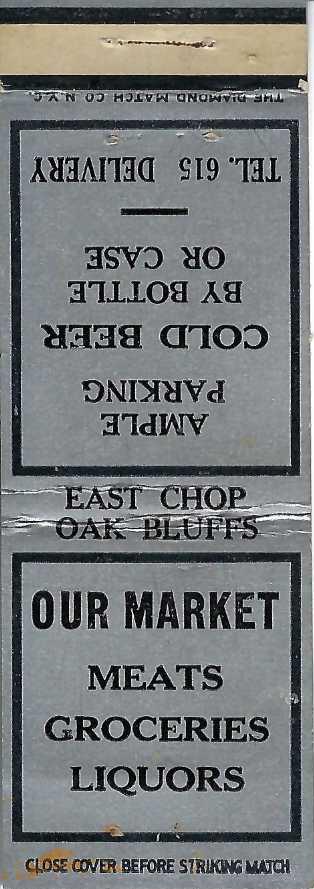 THE DIAMOND MATCH CO. N.Y.C.
AMPLE
PARKING
COLD BEER
BY BOTTLE
OR CASE
TEL. 615 DELIVERY
EAST CHOP
OAK BLUFFS
OUR MARKET
MEATS
GROCERIES
LIQUORS
CLOSE COVER BEFORE STRIKING MATCH